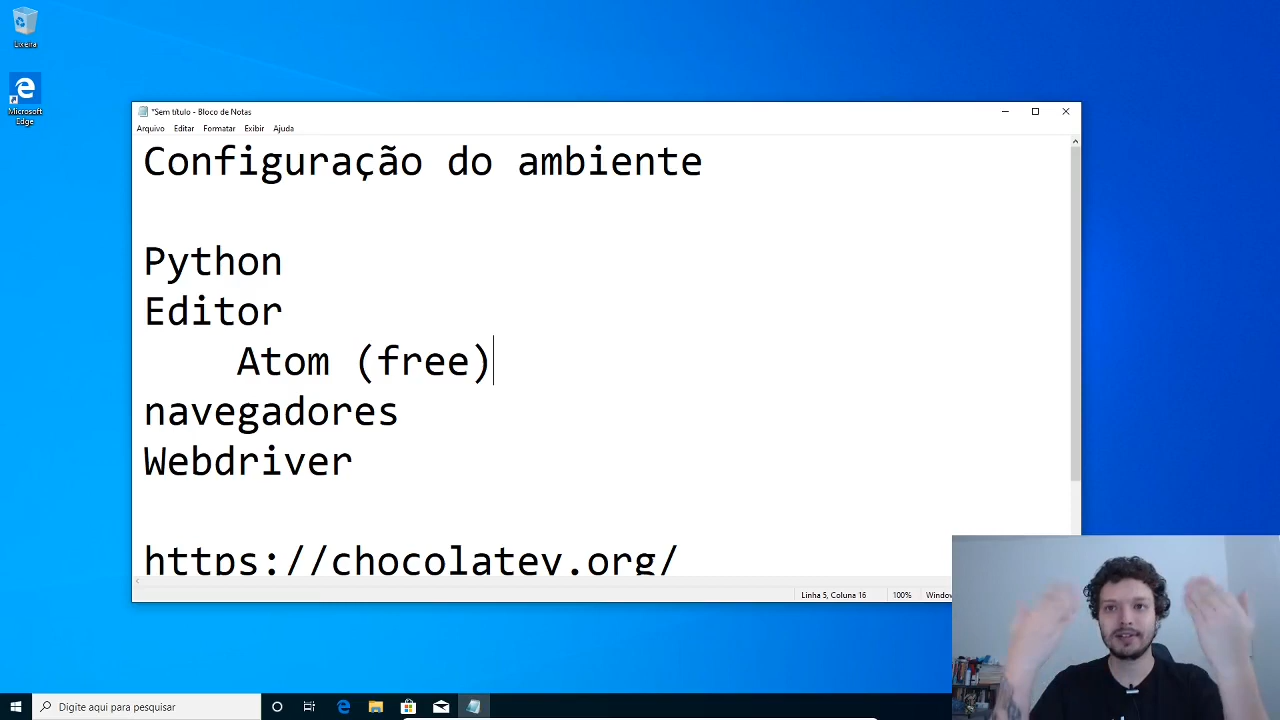 Lixeira
Microsoft
Edge
*Sem título - Bloco de Notas
Arquivo Editar Formatar Exibir Ajuda
Configuração do ambiente
Python
Editor
Atom (free)
navegadores
Webdriver
https://chocolatey.org/
Linha 5, Coluna 16 100% Window
Digite aqui para pesquisar